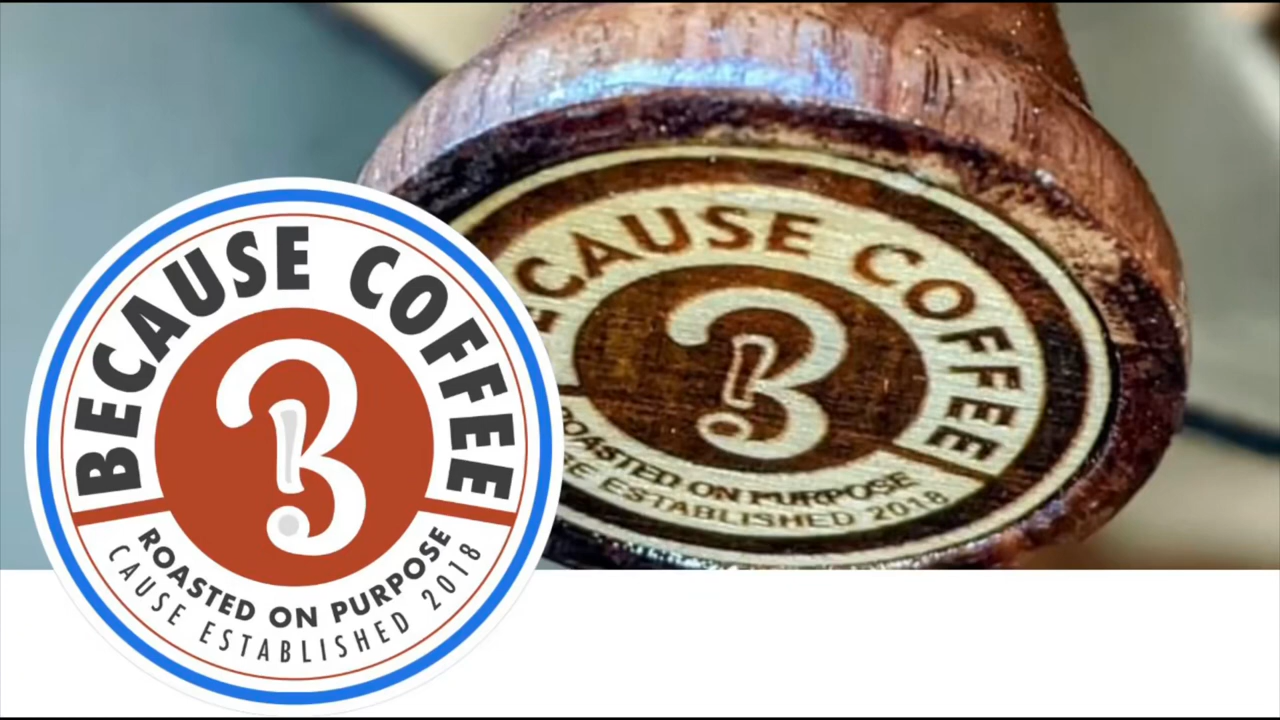 BECAUSE COFFEE
B
ROASTED ON PURPOSE
CAUSE ESTABLISHED 2018
ECAUSE COFFEE
B
ROASTED ON PURPOSE
SE ESTABLISHED 2018